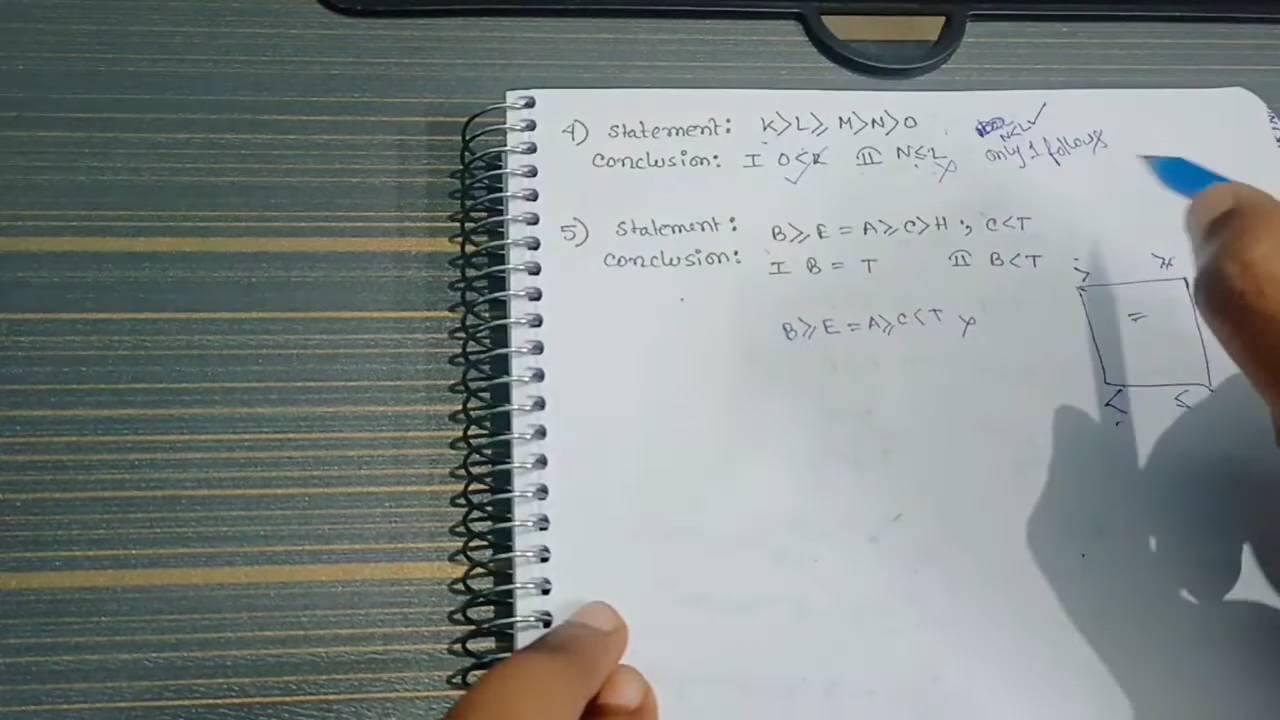 4) Statement: K>L≥M>N>O N<L ✓
Conclusion: I O<K ✓ II N≤L ✗ only 1 follows
5) Statement: B≥E=A≥C>H; C<T
Conclusion: I B=T II B<T
> ≥
B≥E=A≥C<T ✗ =
< ≤